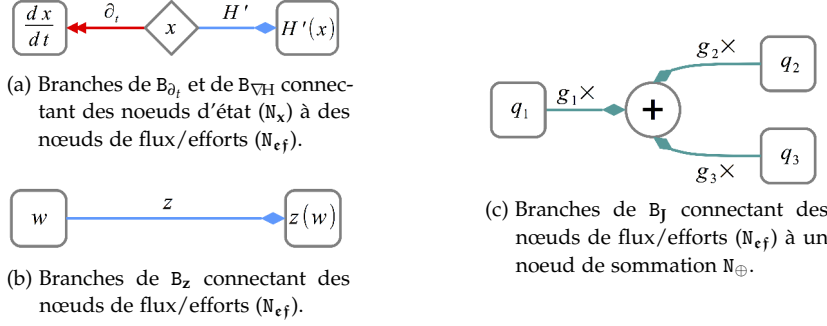 dx/dt ∂ₜ x H′ H′(x)
(a) Branches de B∂ₜ et de B∇H connec-
tant des noeuds d'état (Nₓ) à des
nœuds de flux/efforts (N𝔢𝔣).
w z z(w)
(b) Branches de B𝐳 connectant des
nœuds de flux/efforts (N𝔢𝔣).
g₂× q₂
q₁ g₁× +
g₃× q₃
(c) Branches de B𝐉 connectant des
nœuds de flux/efforts (N𝔢𝔣) à un
noeud de sommation N⊕.